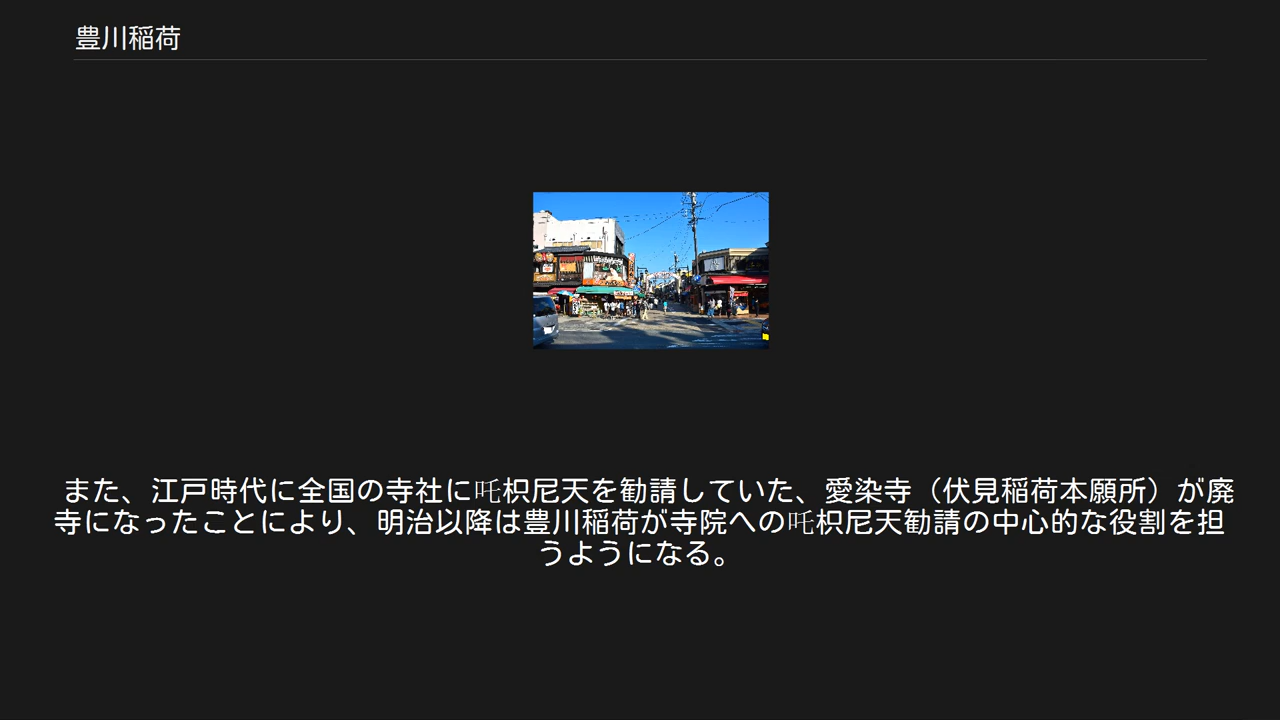 豊川稲荷
また、江戸時代に全国の寺社に吒枳尼天を勧請していた、愛染寺（伏見稲荷本願所）が廃
寺になったことにより、明治以降は豊川稲荷が寺院への吒枳尼天勧請の中心的な役割を担
うようになる。